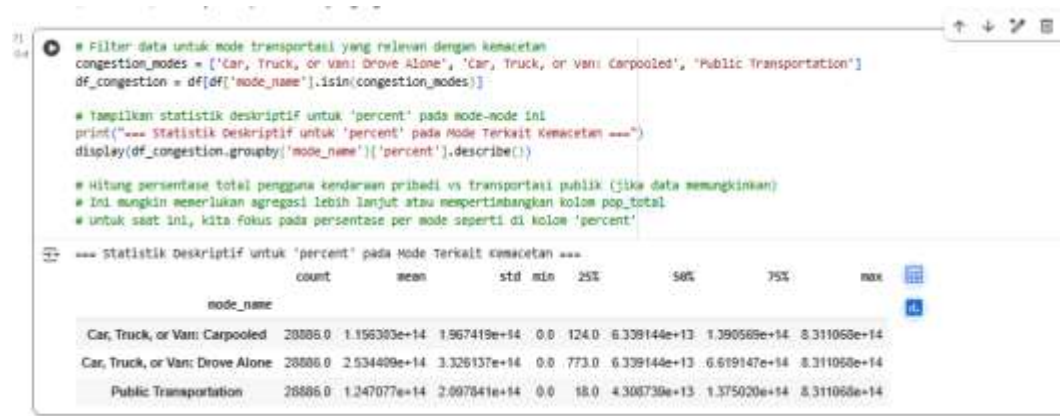 # Filter data untuk mode transportasi yang relevan dengan kemacetan
congestion_modes = ['Car, Truck, or Van: Drove Alone', 'Car, Truck, or Van: Carpooled', 'Public Transportation']
df_congestion = df[df['mode_name'].isin(congestion_modes)]
# Tampilkan statistik deskriptif untuk 'percent' pada mode-mode ini
print("=== Statistik Deskriptif untuk 'percent' pada Mode Terkait Kemacetan ===")
display(df_congestion.groupby('mode_name')['percent'].describe())
# Hitung persentase total pengguna kendaraan pribadi vs transportasi publik (jika data memungkinkan)
# Ini mungkin memerlukan agregasi lebih lanjut atau mempertimbangkan kolom pop_total
# Untuk saat ini, kita fokus pada persentase per mode seperti di kolom 'percent'
=== Statistik Deskriptif untuk 'percent' pada Mode Terkait Kemacetan ===
count mean std min 25% 50% 75% max
mode_name
Car, Truck, or Van: Carpooled 28886.0 1.156303e+14 1.967419e+14 0.0 124.0 6.339144e+13 1.390569e+14 8.311068e+14
Car, Truck, or Van: Drove Alone 28886.0 2.534409e+14 3.326137e+14 0.0 773.0 6.339144e+13 6.619147e+14 8.311068e+14
Public Transportation 28886.0 1.247077e+14 2.097841e+14 0.0 18.0 4.308739e+13 1.375020e+14 8.311068e+14